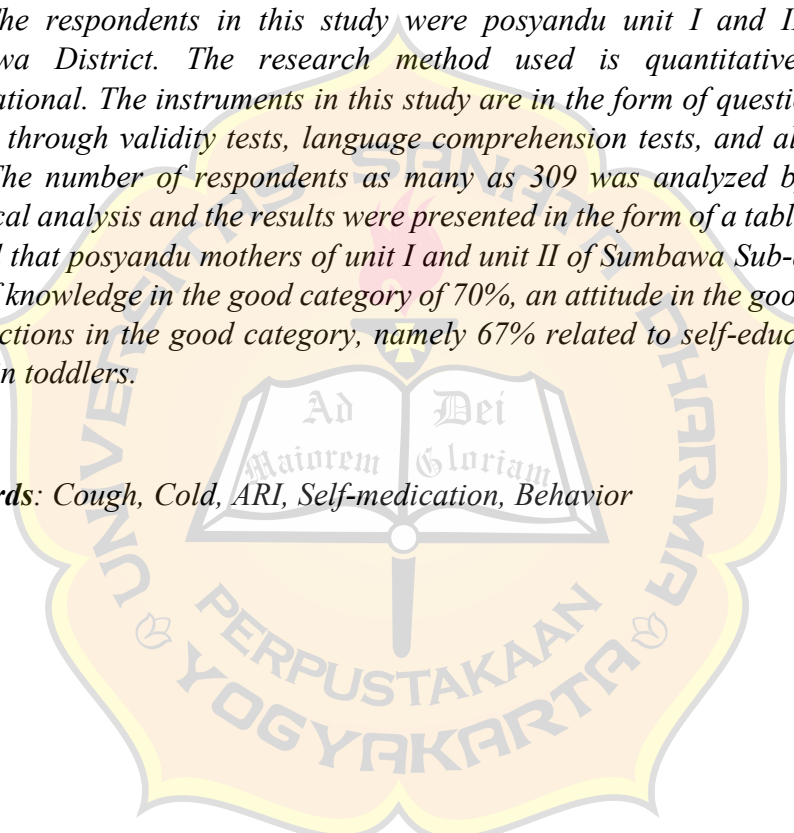 The respondents in this study were posyandu unit I and II
wa District. The research method used is quantitative
ational. The instruments in this study are in the form of questio
through validity tests, language comprehension tests, and al
The number of respondents as many as 309 was analyzed b
cal analysis and the results were presented in the form of a tabl
that posyandu mothers of unit I and unit II of Sumbawa Sub-
f knowledge in the good category of 70%, an attitude in the goo
ctions in the good category, namely 67% related to self-educ
n toddlers.
rds: Cough, Cold, ARI, Self-medication, Behavior
UNIVERSITAS SANATA DHARMA
Ad Dei
Maiorem Gloriam
PERPUSTAKAAN
YOGYAKARTA